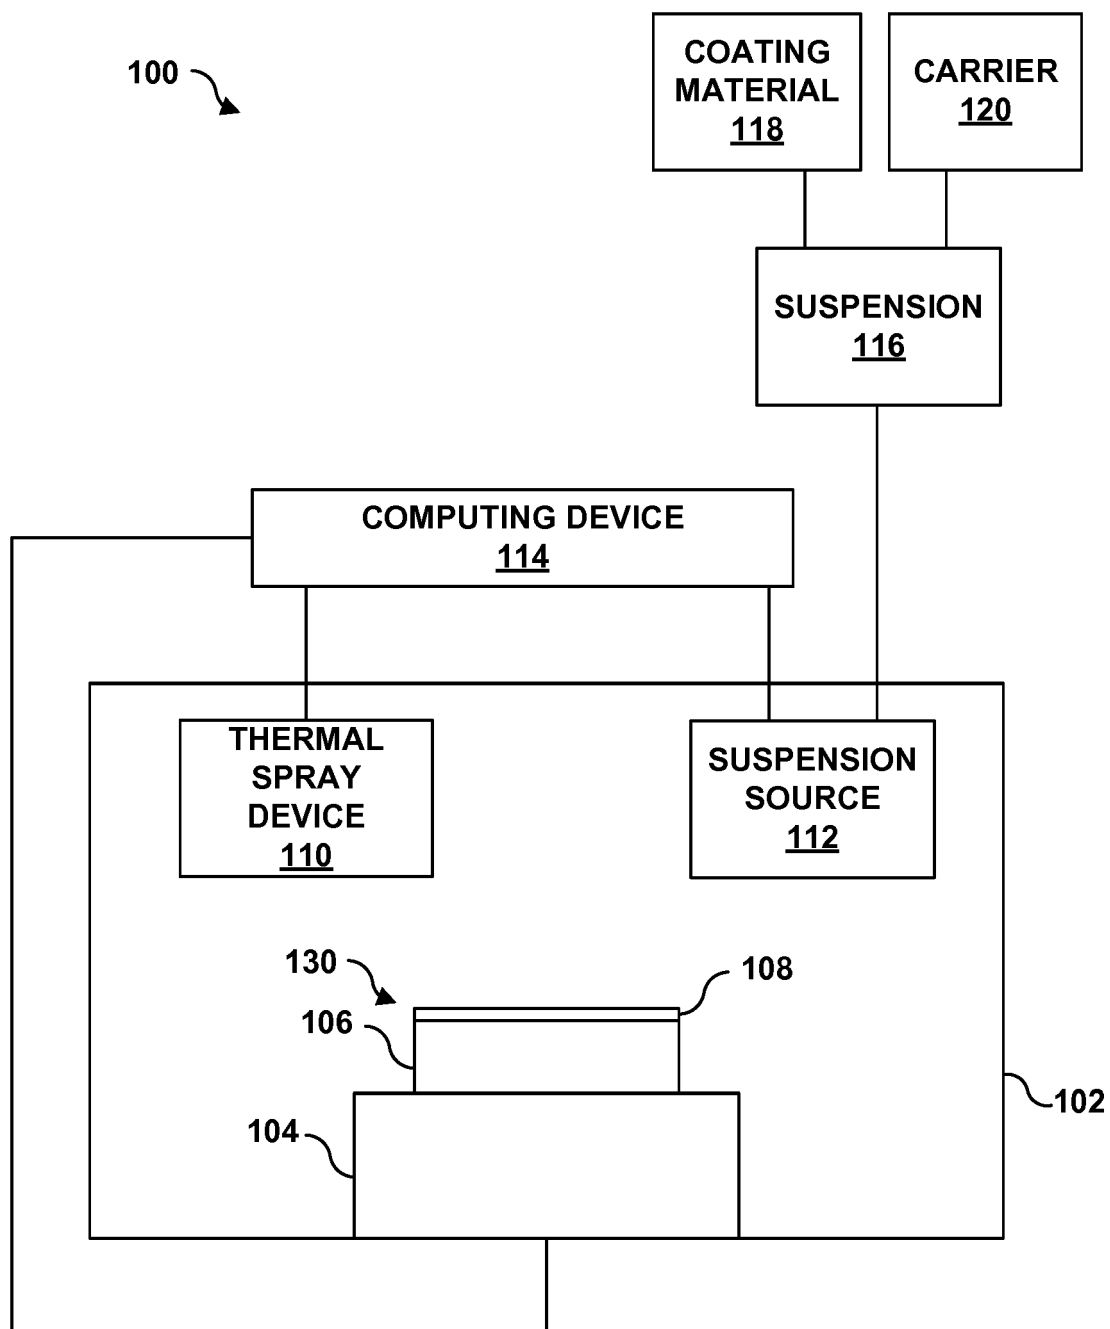 100
COATING
MATERIAL
118
CARRIER
120
SUSPENSION
116
COMPUTING DEVICE
114
THERMAL
SPRAY
DEVICE
110
SUSPENSION
SOURCE
112
130
108
106
102
104